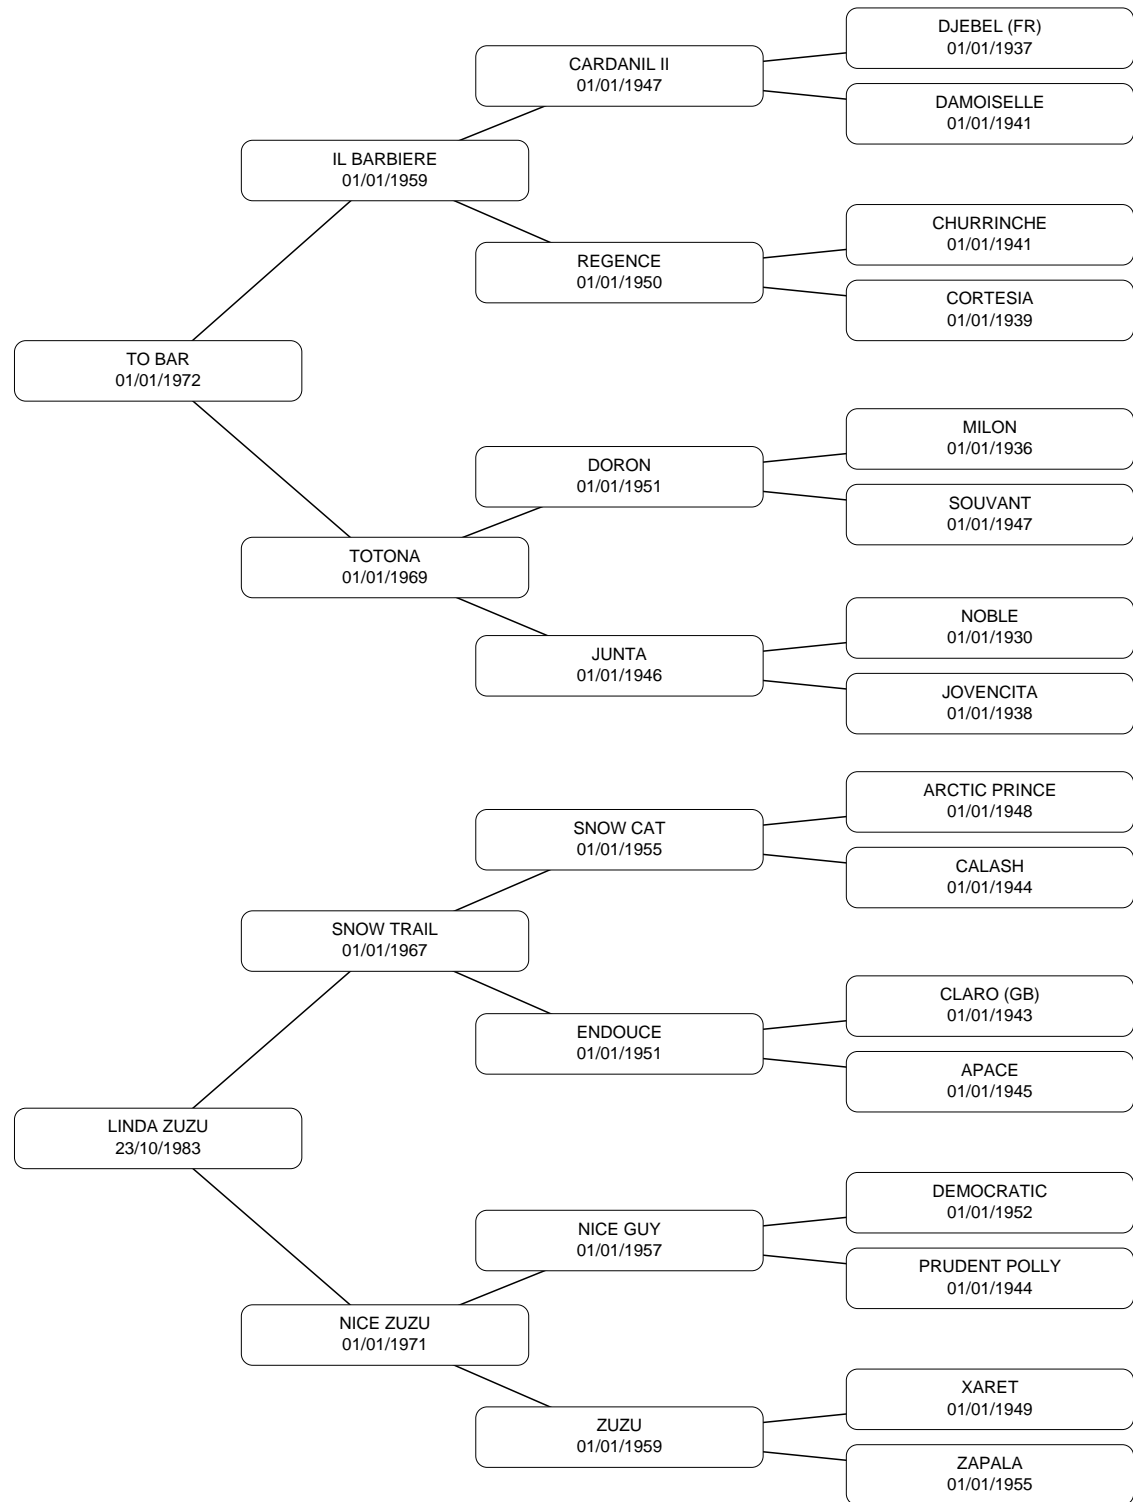 DJEBEL (FR)
01/01/1937
CARDANIL II
01/01/1947
DAMOISELLE
01/01/1941
IL BARBIERE
01/01/1959
CHURRINCHE
01/01/1941
REGENCE
01/01/1950
CORTESIA
01/01/1939
TO BAR
01/01/1972
MILON
01/01/1936
DORON
01/01/1951
SOUVANT
01/01/1947
TOTONA
01/01/1969
NOBLE
01/01/1930
JUNTA
01/01/1946
JOVENCITA
01/01/1938
ARCTIC PRINCE
01/01/1948
SNOW CAT
01/01/1955
CALASH
01/01/1944
SNOW TRAIL
01/01/1967
CLARO (GB)
01/01/1943
ENDOUCE
01/01/1951
APACE
01/01/1945
LINDA ZUZU
23/10/1983
DEMOCRATIC
01/01/1952
NICE GUY
01/01/1957
PRUDENT POLLY
01/01/1944
NICE ZUZU
01/01/1971
XARET
01/01/1949
ZUZU
01/01/1959
ZAPALA
01/01/1955